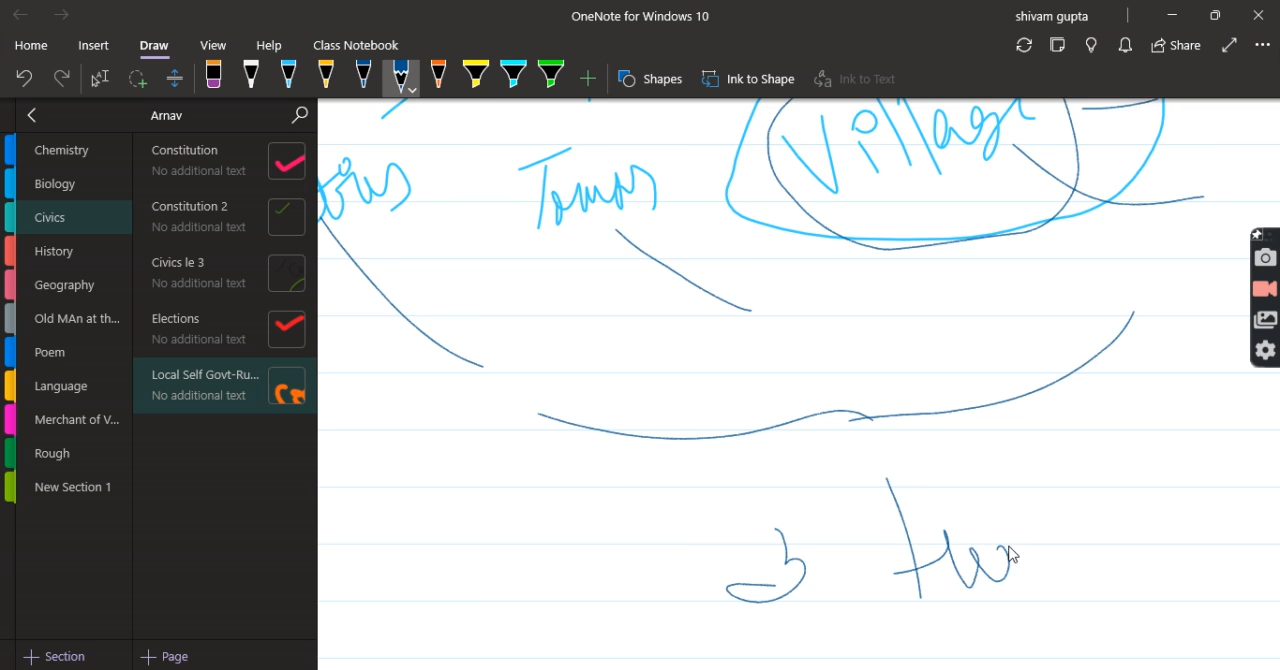 OneNote for Windows 10
shivam gupta
Home Insert Draw View Help Class Notebook
Share
Shapes Ink to Shape Ink to Text
Arnav
Chemistry
Biology
Civics
History
Geography
Old MAn at th...
Poem
Language
Merchant of V...
Rough
New Section 1
Constitution
No additional text
Constitution 2
No additional text
Civics le 3
No additional text
Elections
No additional text
Local Self Govt-Ru...
No additional text
Village
Towns
3
Section
Page